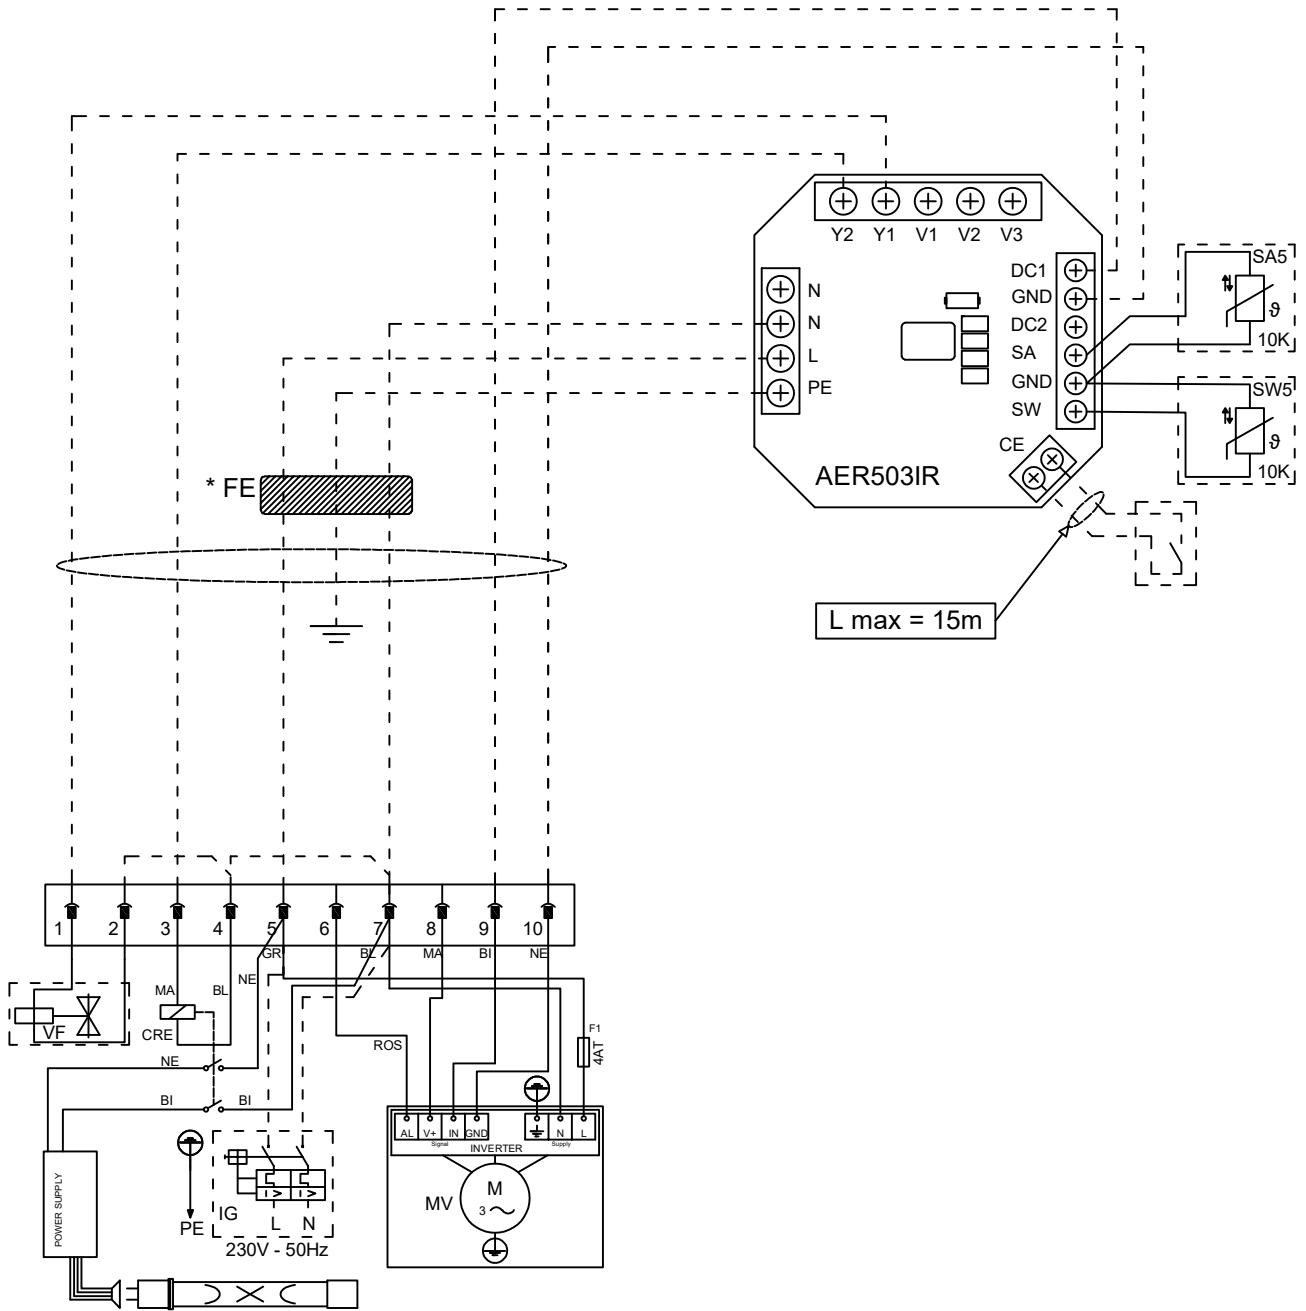 Y2 Y1 V1 V2 V3
N
N
L
PE
DC1
GND
DC2
SA
GND
SW
CE
AER503IR
SA5
ϑ
10K
SW5
ϑ
10K
* FE
L max = 15m
1 2 3 4 5 6 7 8 9 10
GR BL MA BI NE
NE
MA BL
VF
CRE
NE
BI BI
ROS
F1
4AT
AL V+ IN GND N L
Signal Supply
INVERTER
MV
M
3
POWER SUPPLY
PE
IG
I > I >
L N
230V - 50Hz